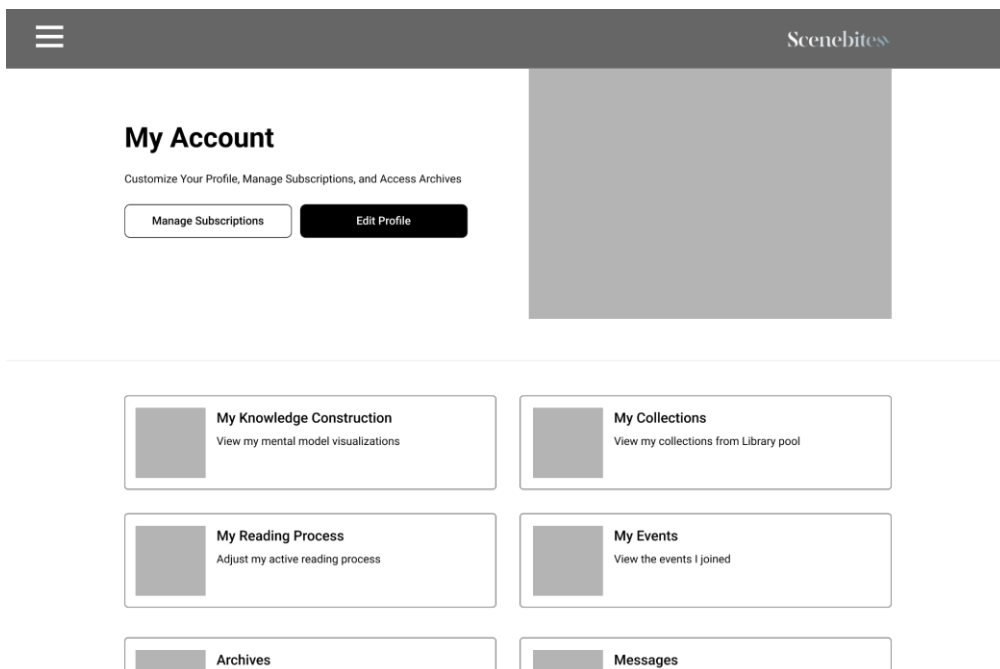 Scenebites
My Account
Customize Your Profile, Manage Subscriptions, and Access Archives
Manage Subscriptions
Edit Profile
My Knowledge Construction
View my mental model visualizations
My Collections
View my collections from Library pool
My Reading Process
Adjust my active reading process
My Events
View the events I joined
Archives
Messages